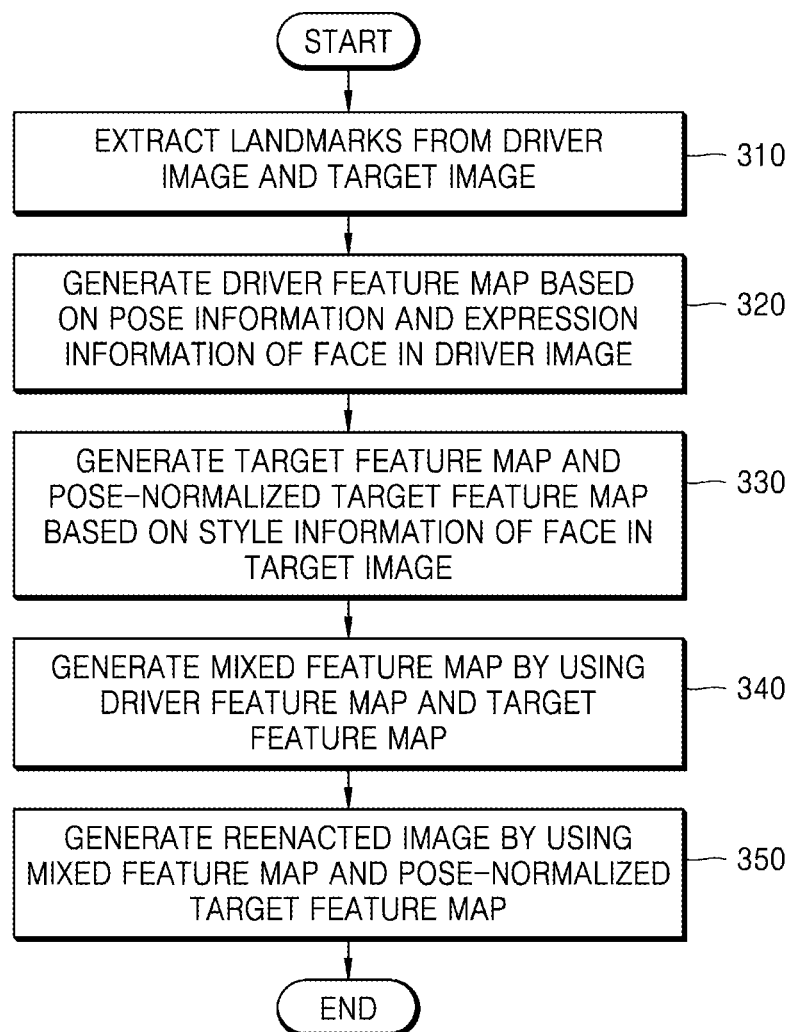 START
EXTRACT LANDMARKS FROM DRIVER
IMAGE AND TARGET IMAGE
310
GENERATE DRIVER FEATURE MAP BASED
ON POSE INFORMATION AND EXPRESSION
INFORMATION OF FACE IN DRIVER IMAGE
320
GENERATE TARGET FEATURE MAP AND
POSE-NORMALIZED TARGET FEATURE MAP
BASED ON STYLE INFORMATION OF FACE IN
TARGET IMAGE
330
GENERATE MIXED FEATURE MAP BY USING
DRIVER FEATURE MAP AND TARGET
FEATURE MAP
340
GENERATE REENACTED IMAGE BY USING
MIXED FEATURE MAP AND POSE-NORMALIZED
TARGET FEATURE MAP
350
END